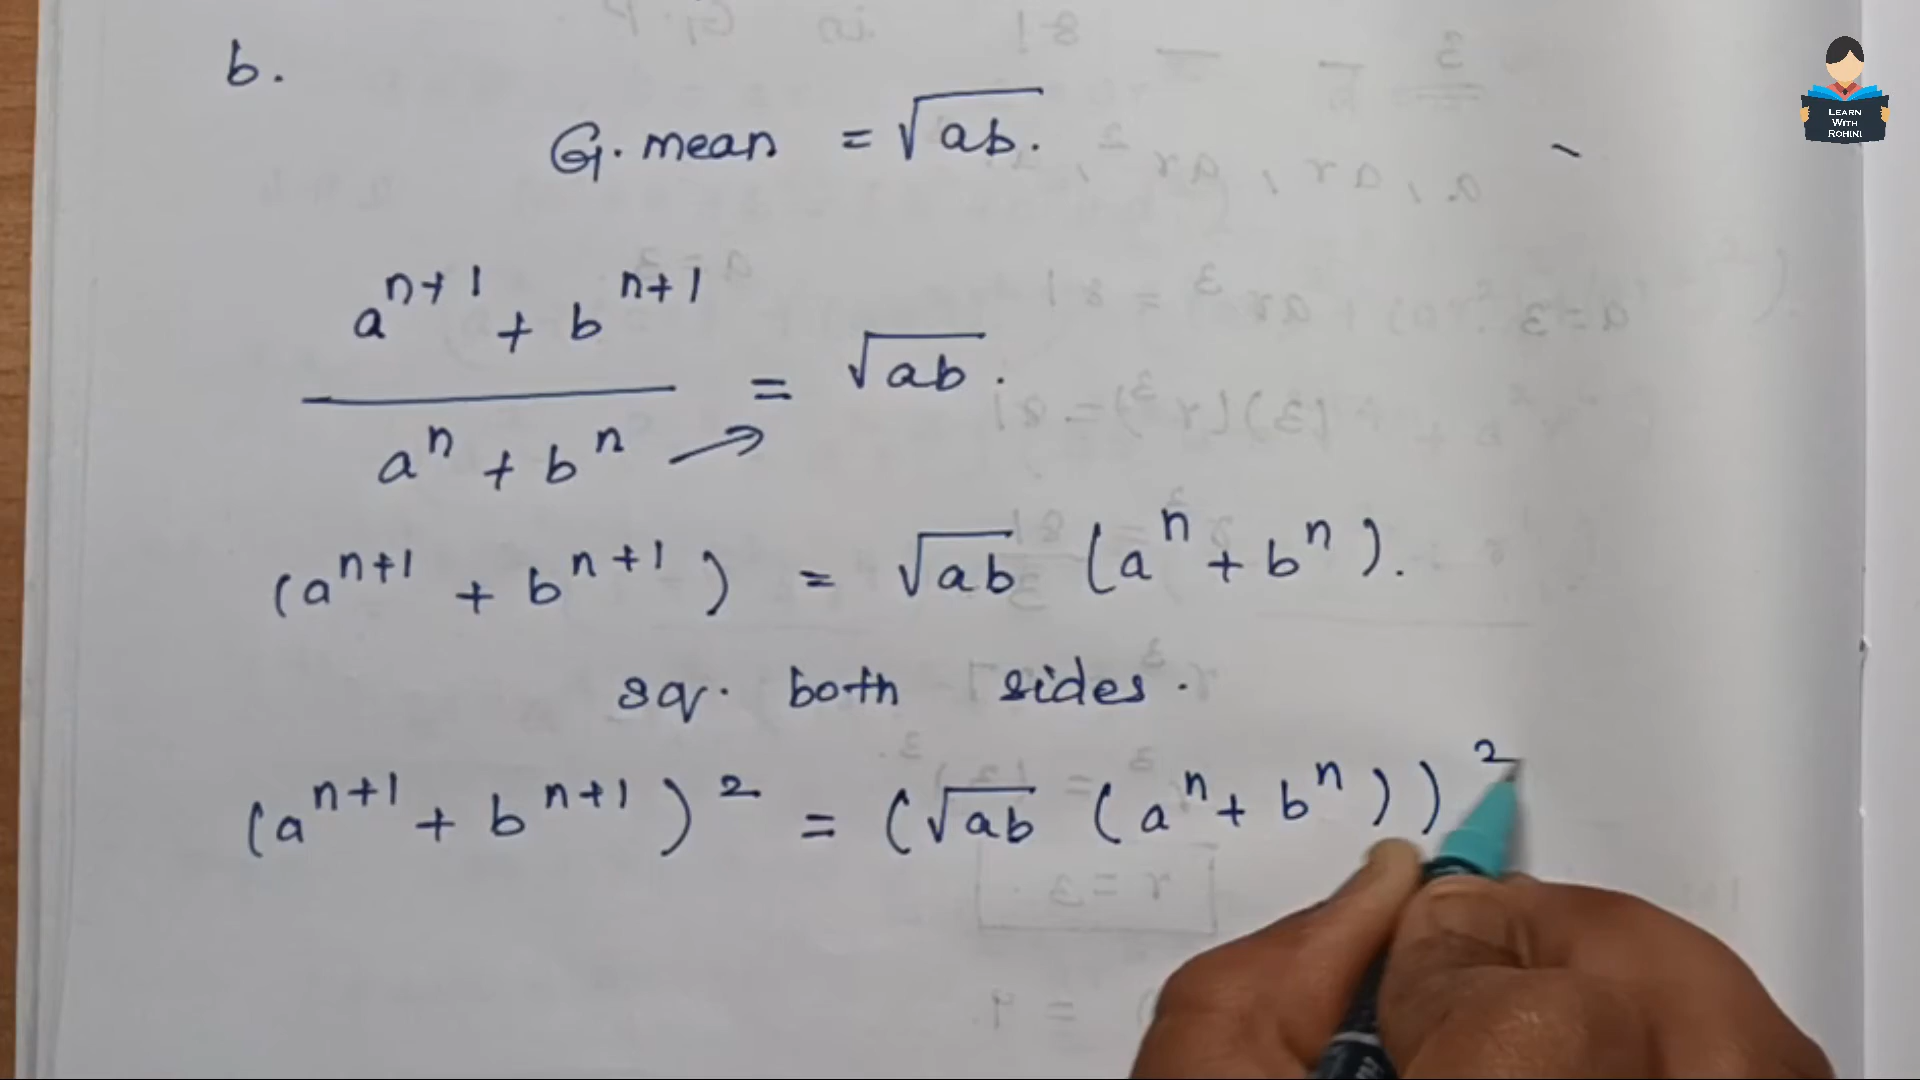 b.
G. mean = √ab.
a^(n+1) + b^(n+1)
———
a^n + b^n
= √ab.
(a^(n+1) + b^(n+1)) = √ab (a^n + b^n).
sq. both sides.
(a^(n+1) + b^(n+1))² = (√ab (a^n + b^n))²
LEARN
WITH
ROHINI